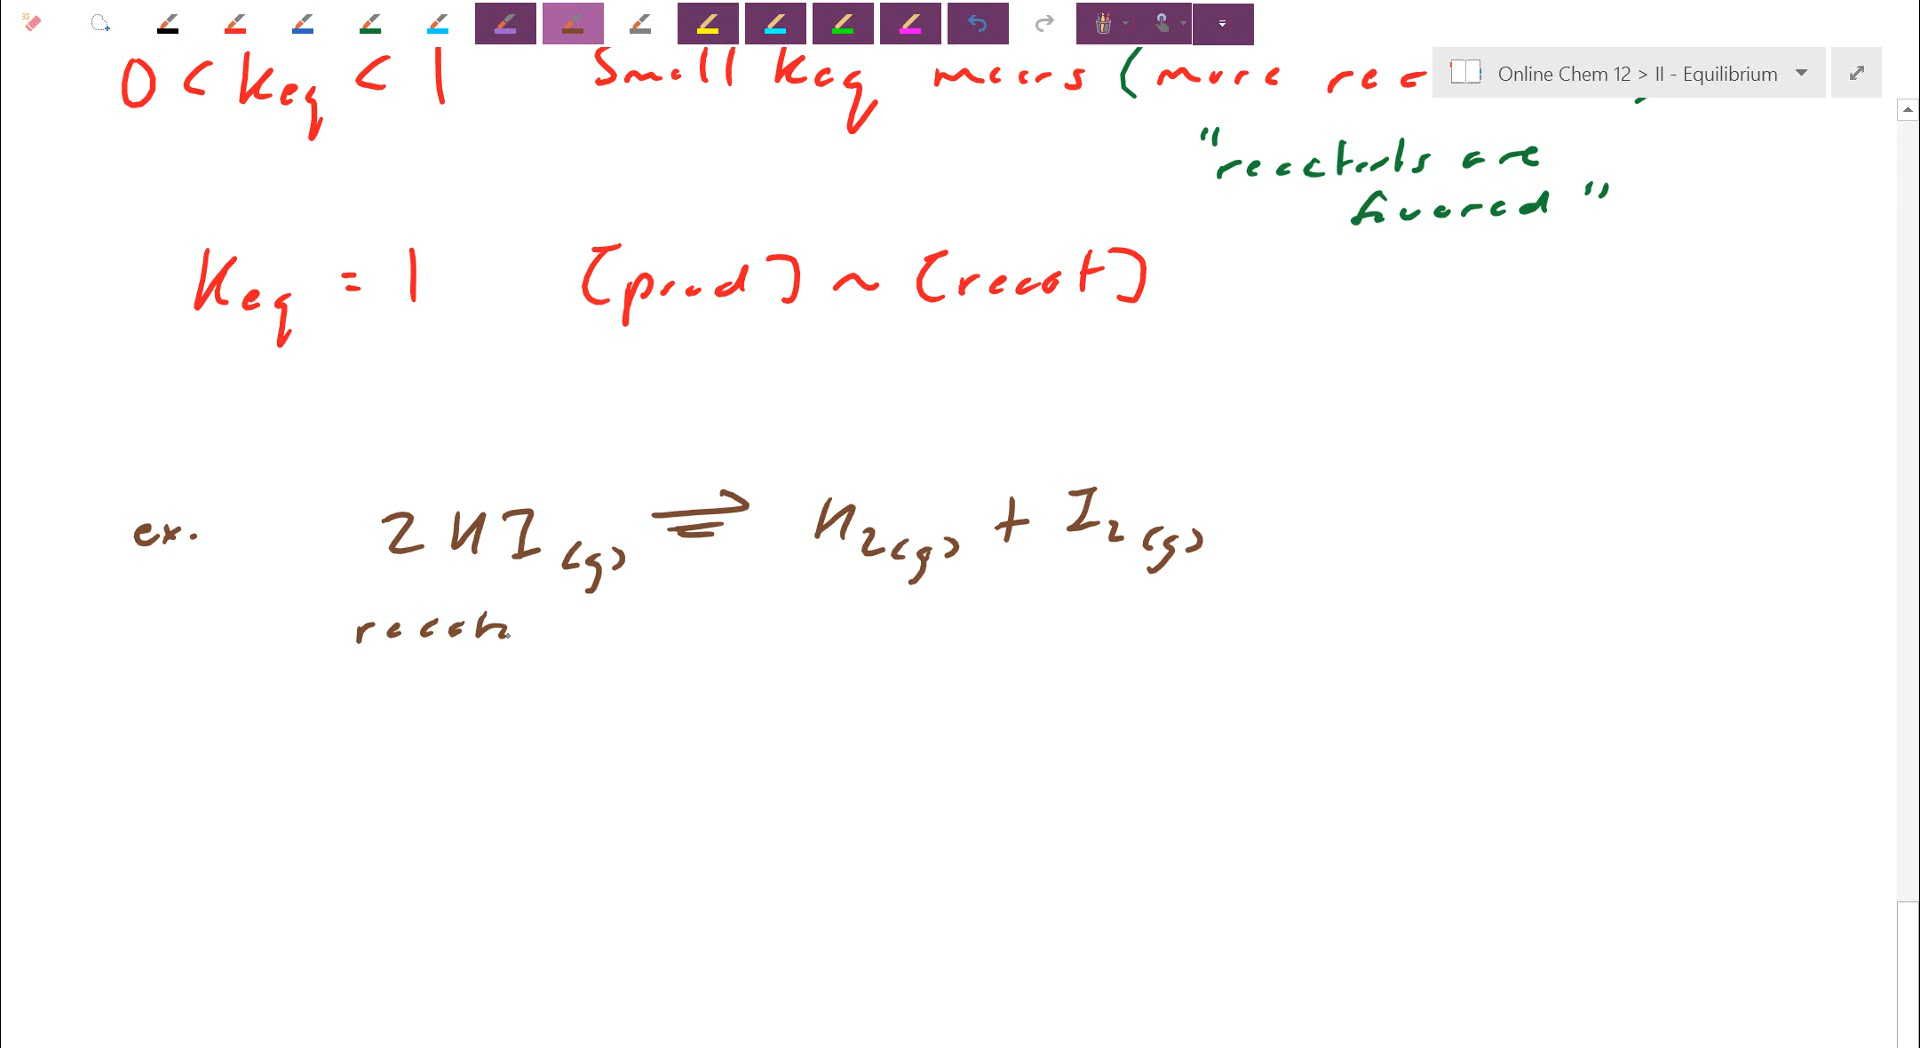 Online Chem 12 > II - Equilibrium
0 < Keq < 1 Small Keq means (more reac
"reactants are
favored"
Keq = 1 [prod] ~ [react]
ex. 2HI(g) ⇌ H2(g) + I2(g)
reacta